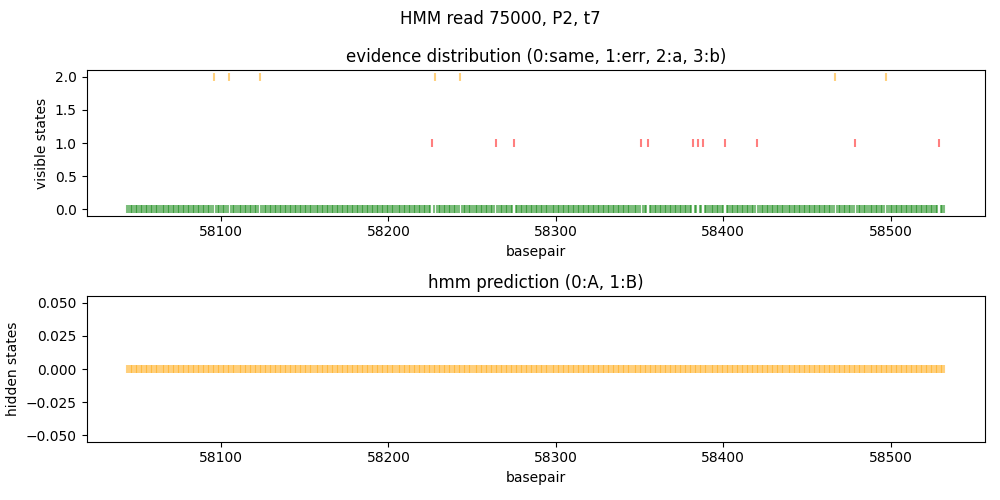 HMM read 75000, P2, t7
evidence distribution (0:same, 1:err, 2:a, 3:b)
visible states
2.0
1.5
1.0
0.5
0.0
58100 58200 58300 58400 58500
basepair
hmm prediction (0:A, 1:B)
hidden states
0.050
0.025
0.000
−0.025
−0.050
58100 58200 58300 58400 58500
basepair